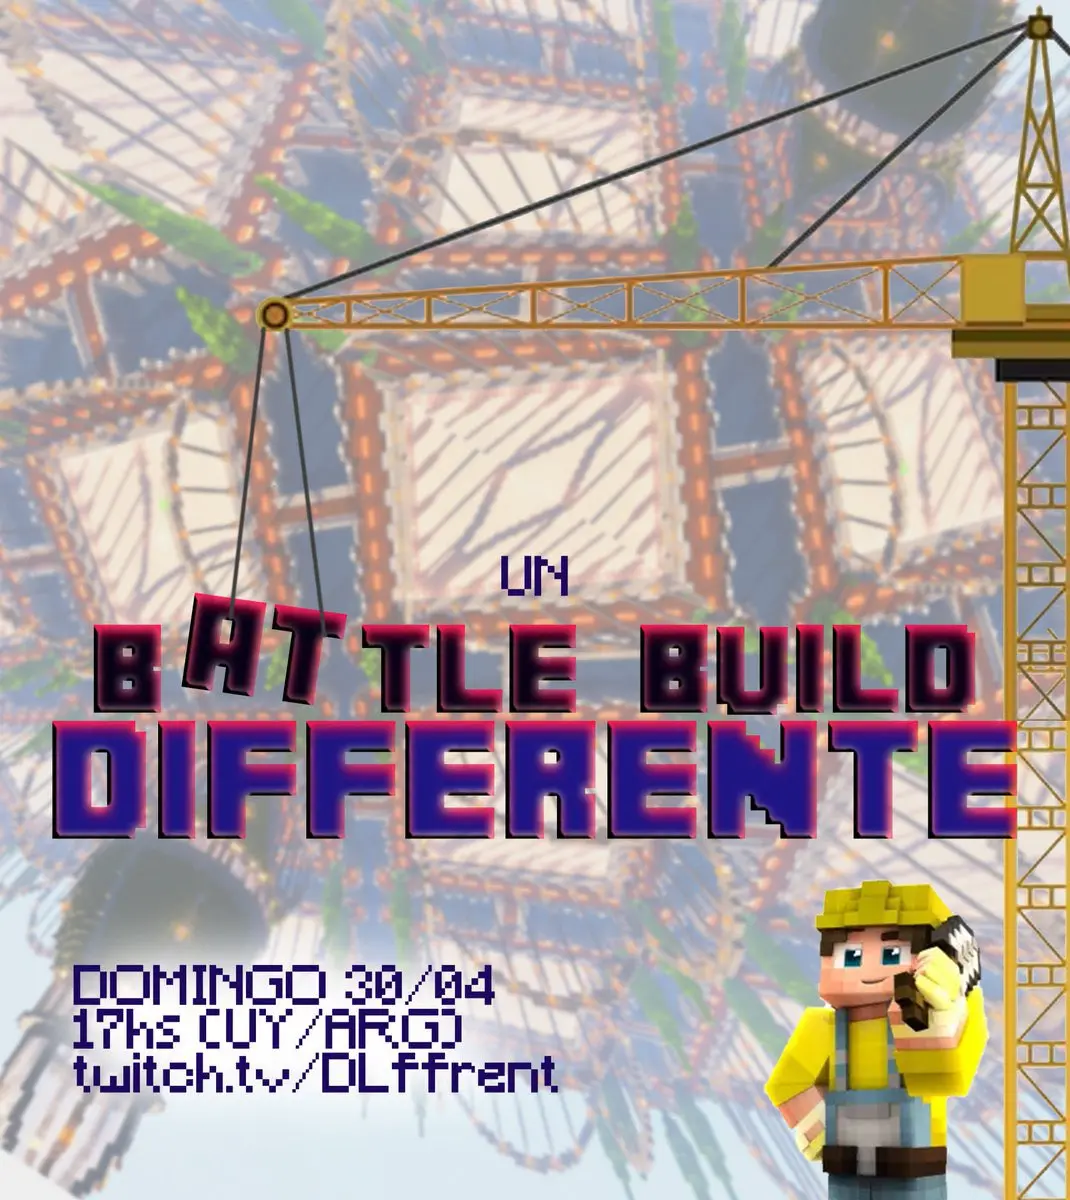 UN
BATTLE BUILD
DIFFERENTE
DOMINGO 30/04
17hs (UY/ARG)
twitch.tv/DLffrent